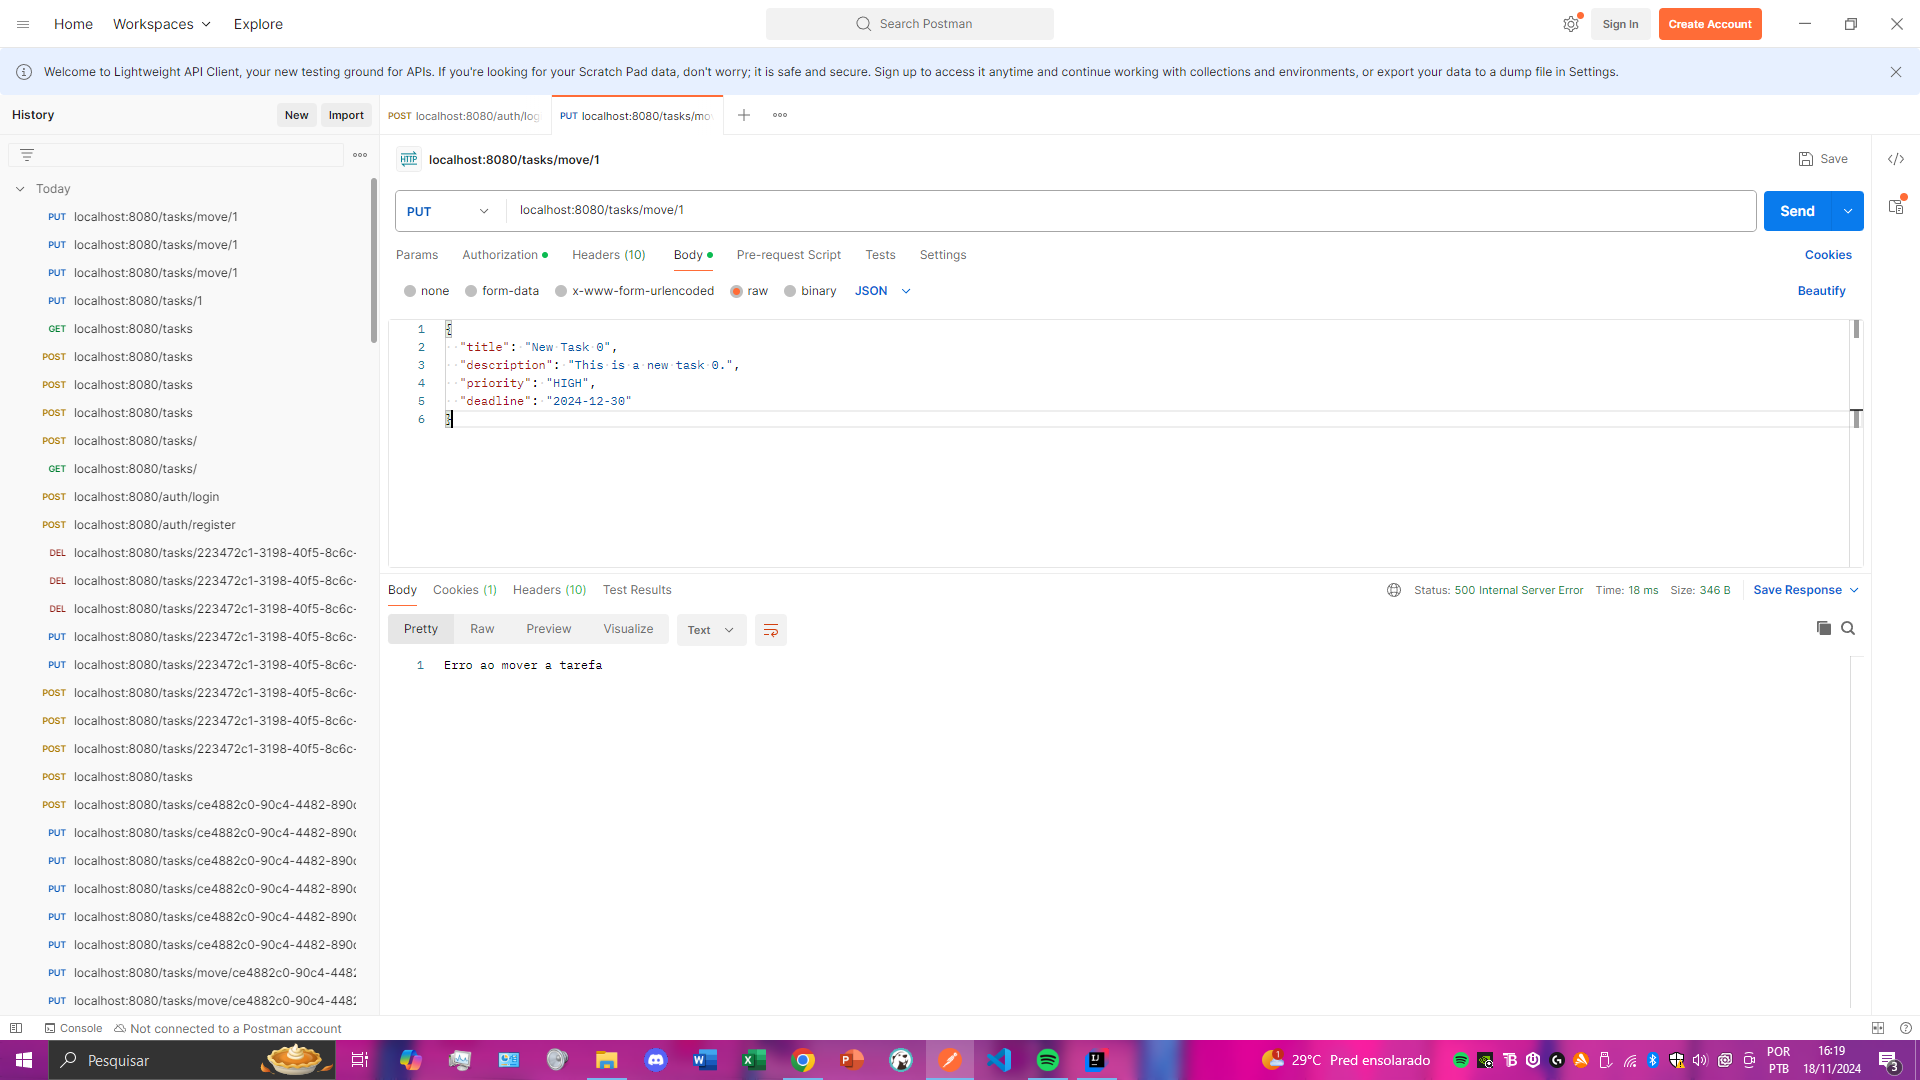 Home
Workspaces
Explore
Search Postman
Sign In
Create Account
Welcome to Lightweight API Client, your new testing ground for APIs. If you're looking for your Scratch Pad data, don't worry; it is safe and secure. Sign up to access it anytime and continue working with collections and environments, or export your data to a dump file in Settings.
History
New
Import
POST localhost:8080/auth/log
PUT localhost:8080/tasks/mo
Today
PUT localhost:8080/tasks/move/1
PUT localhost:8080/tasks/move/1
PUT localhost:8080/tasks/move/1
PUT localhost:8080/tasks/1
GET localhost:8080/tasks
POST localhost:8080/tasks
POST localhost:8080/tasks
POST localhost:8080/tasks
POST localhost:8080/tasks/
GET localhost:8080/tasks/
POST localhost:8080/auth/login
POST localhost:8080/auth/register
DEL localhost:8080/tasks/223472c1-3198-40f5-8c6c-
DEL localhost:8080/tasks/223472c1-3198-40f5-8c6c-
DEL localhost:8080/tasks/223472c1-3198-40f5-8c6c-
PUT localhost:8080/tasks/223472c1-3198-40f5-8c6c-
PUT localhost:8080/tasks/223472c1-3198-40f5-8c6c-
POST localhost:8080/tasks/223472c1-3198-40f5-8c6c-
POST localhost:8080/tasks/223472c1-3198-40f5-8c6c-
POST localhost:8080/tasks/223472c1-3198-40f5-8c6c-
POST localhost:8080/tasks
POST localhost:8080/tasks/ce4882c0-90c4-4482-890c
PUT localhost:8080/tasks/ce4882c0-90c4-4482-890c
PUT localhost:8080/tasks/ce4882c0-90c4-4482-890c
PUT localhost:8080/tasks/ce4882c0-90c4-4482-890c
PUT localhost:8080/tasks/ce4882c0-90c4-4482-890c
PUT localhost:8080/tasks/ce4882c0-90c4-4482-890c
PUT localhost:8080/tasks/move/ce4882c0-90c4-4482
PUT localhost:8080/tasks/move/ce4882c0-90c4-4482
HTTP localhost:8080/tasks/move/1
Save
PUT
localhost:8080/tasks/move/1
Send
Params
Authorization
Headers (10)
Body
Pre-request Script
Tests
Settings
Cookies
none
form-data
x-www-form-urlencoded
raw
binary
JSON
Beautify
1 {
2 "title": "New Task 0",
3 "description": "This is a new task 0.",
4 "priority": "HIGH",
5 "deadline": "2024-12-30"
6 }
Body
Cookies (1)
Headers (10)
Test Results
Status: 500 Internal Server Error
Time: 18 ms
Size: 346 B
Save Response
Pretty
Raw
Preview
Visualize
Text
1 Erro ao mover a tarefa
Console
Not connected to a Postman account
Pesquisar
29°C Pred ensolarado
POR
PTB
16:19
18/11/2024
3